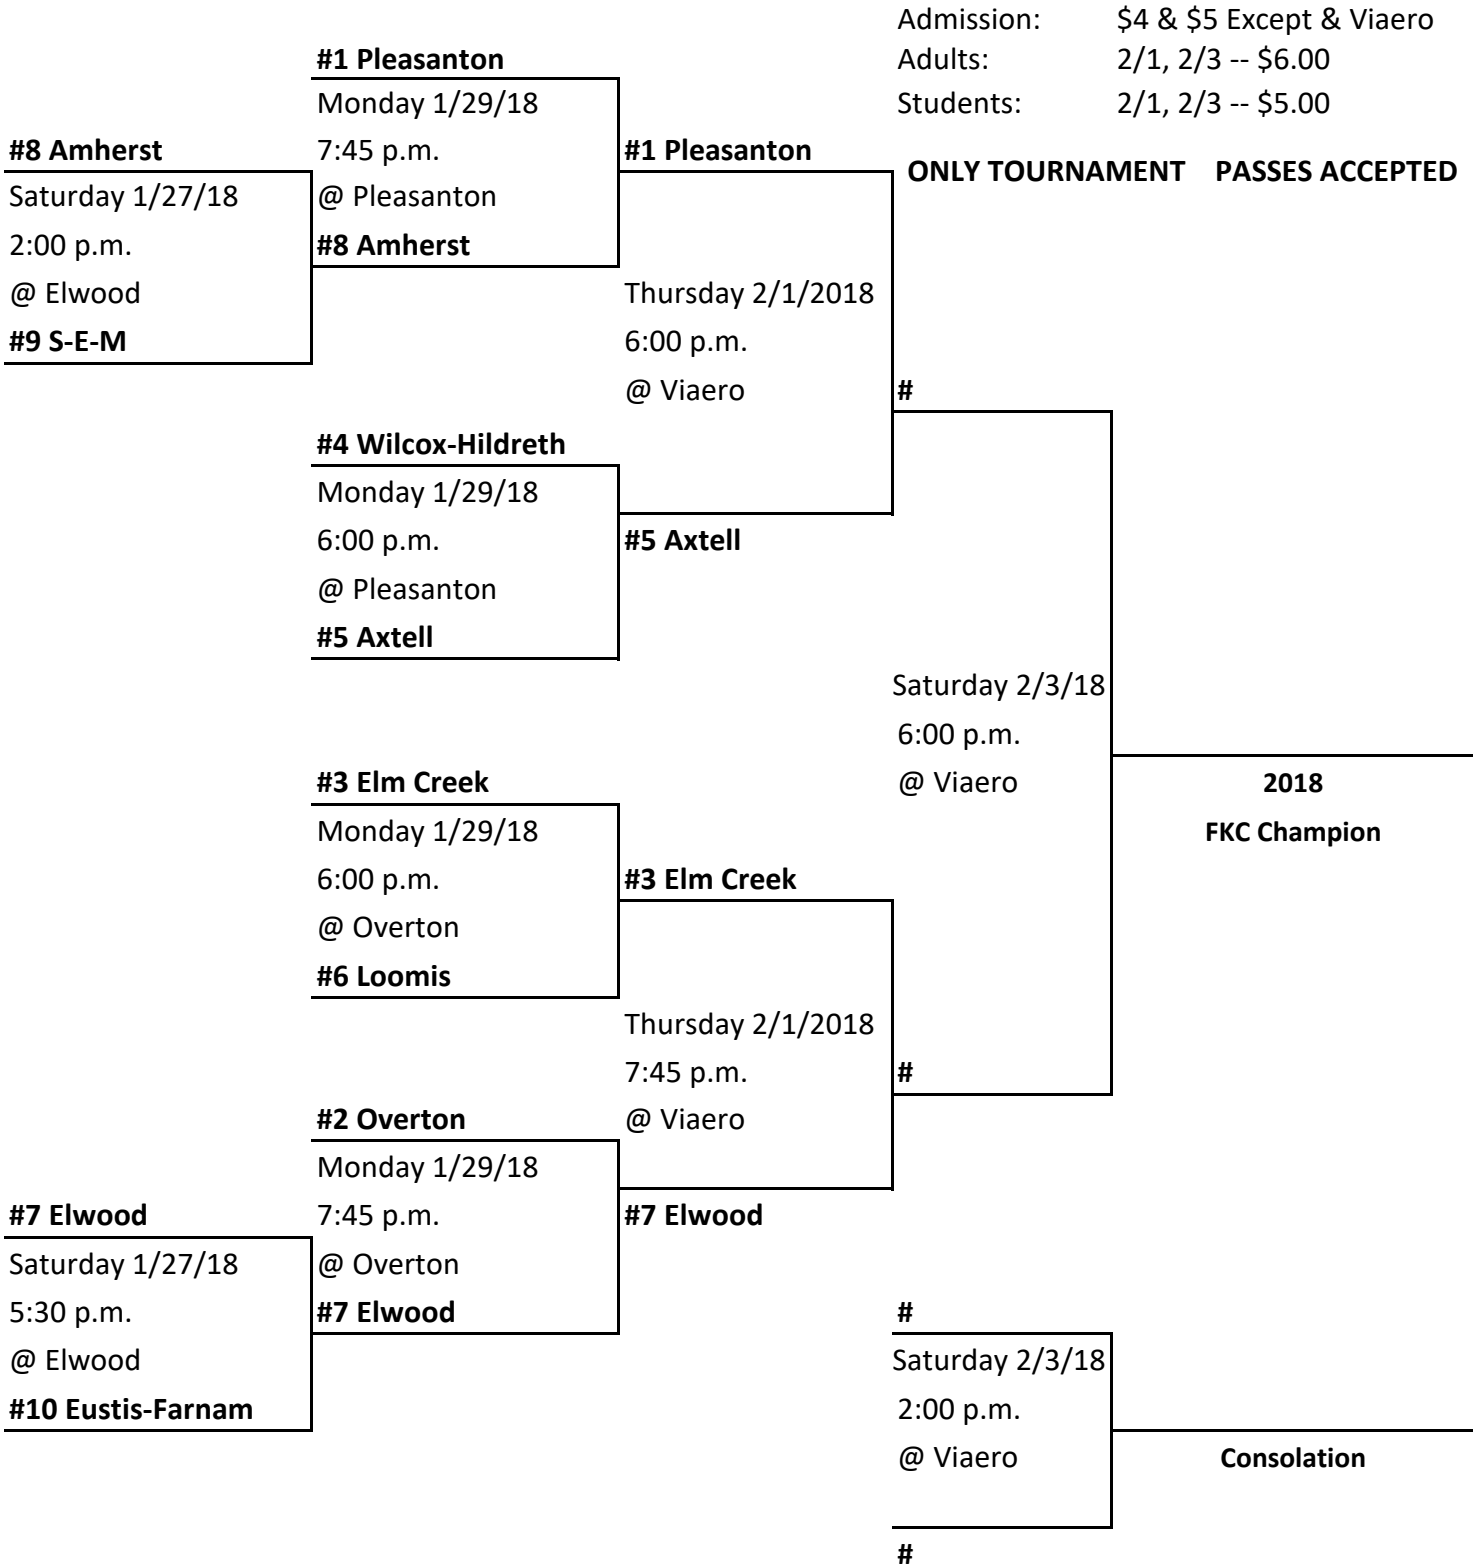 Admission: $4 & $5 Except & Viaero
#1 Pleasanton Adults: 2/1, 2/3 -- $6.00
Monday 1/29/18 Students: 2/1, 2/3 -- $5.00
#8 Amherst 7:45 p.m. #1 Pleasanton
ONLY TOURNAMENT PASSES ACCEPTED
Saturday 1/27/18 @ Pleasanton
2:00 p.m. #8 Amherst
@ Elwood Thursday 2/1/2018
#9 S-E-M 6:00 p.m.
@ Viaero #
#4 Wilcox-Hildreth
Monday 1/29/18
6:00 p.m. #5 Axtell
@ Pleasanton
#5 Axtell
Saturday 2/3/18
6:00 p.m.
#3 Elm Creek @ Viaero 2018
Monday 1/29/18 FKC Champion
6:00 p.m. #3 Elm Creek
@ Overton
#6 Loomis
Thursday 2/1/2018
7:45 p.m. #
#2 Overton @ Viaero
Monday 1/29/18
#7 Elwood 7:45 p.m. #7 Elwood
Saturday 1/27/18 @ Overton
5:30 p.m. #7 Elwood #
@ Elwood Saturday 2/3/18
#10 Eustis-Farnam 2:00 p.m.
@ Viaero Consolation
#